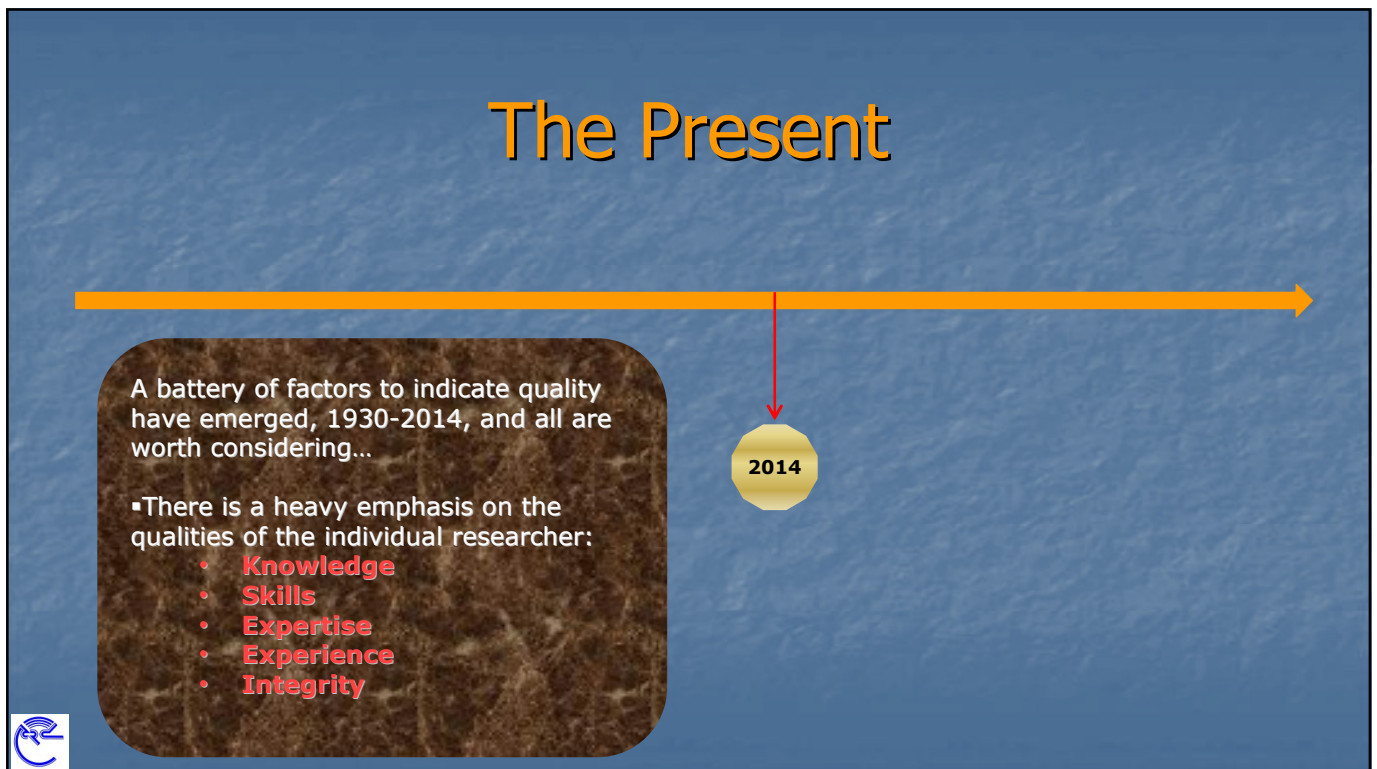 The Present
A battery of factors to indicate quality
have emerged, 1930-2014, and all are
worth considering…
▪There is a heavy emphasis on the
qualities of the individual researcher:
• Knowledge
• Skills
• Expertise
• Experience
• Integrity
2014